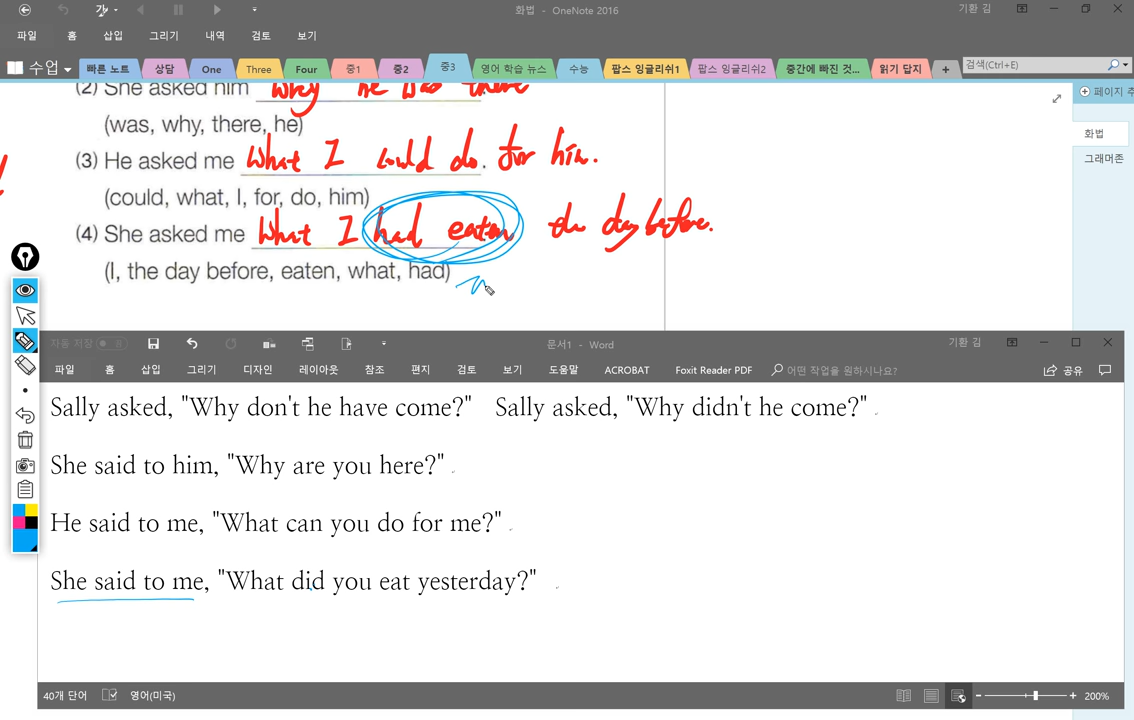 화법 - OneNote 2016
기환 김
파일 홈 삽입 그리기 내역 검토 보기
수업 빠른 노트 상담 One Three Four 중1 중2 중3 영어 학습 뉴스 수능 팝스 잉글리쉬1 팝스 잉글리쉬2 중간에 빠진 것... 읽기 답지 + 검색(Ctrl+E)
페이지 추
화법
그래머존
(2) She asked him why he was there
(was, why, there, he)
(3) He asked me what I could do. for him.
(could, what, I, for, do, him)
(4) She asked me what I had eaten the day before.
(I, the day before, eaten, what, had)
자동 저장
문서1 - Word
기환 김
파일 홈 삽입 그리기 디자인 레이아웃 참조 편지 검토 보기 도움말 ACROBAT Foxit Reader PDF 어떤 작업을 원하시나요? 공유
Sally asked, "Why don't he have come?" Sally asked, "Why didn't he come?"
She said to him, "Why are you here?"
He said to me, "What can you do for me?"
She said to me, "What did you eat yesterday?"
40개 단어 영어(미국) 200%